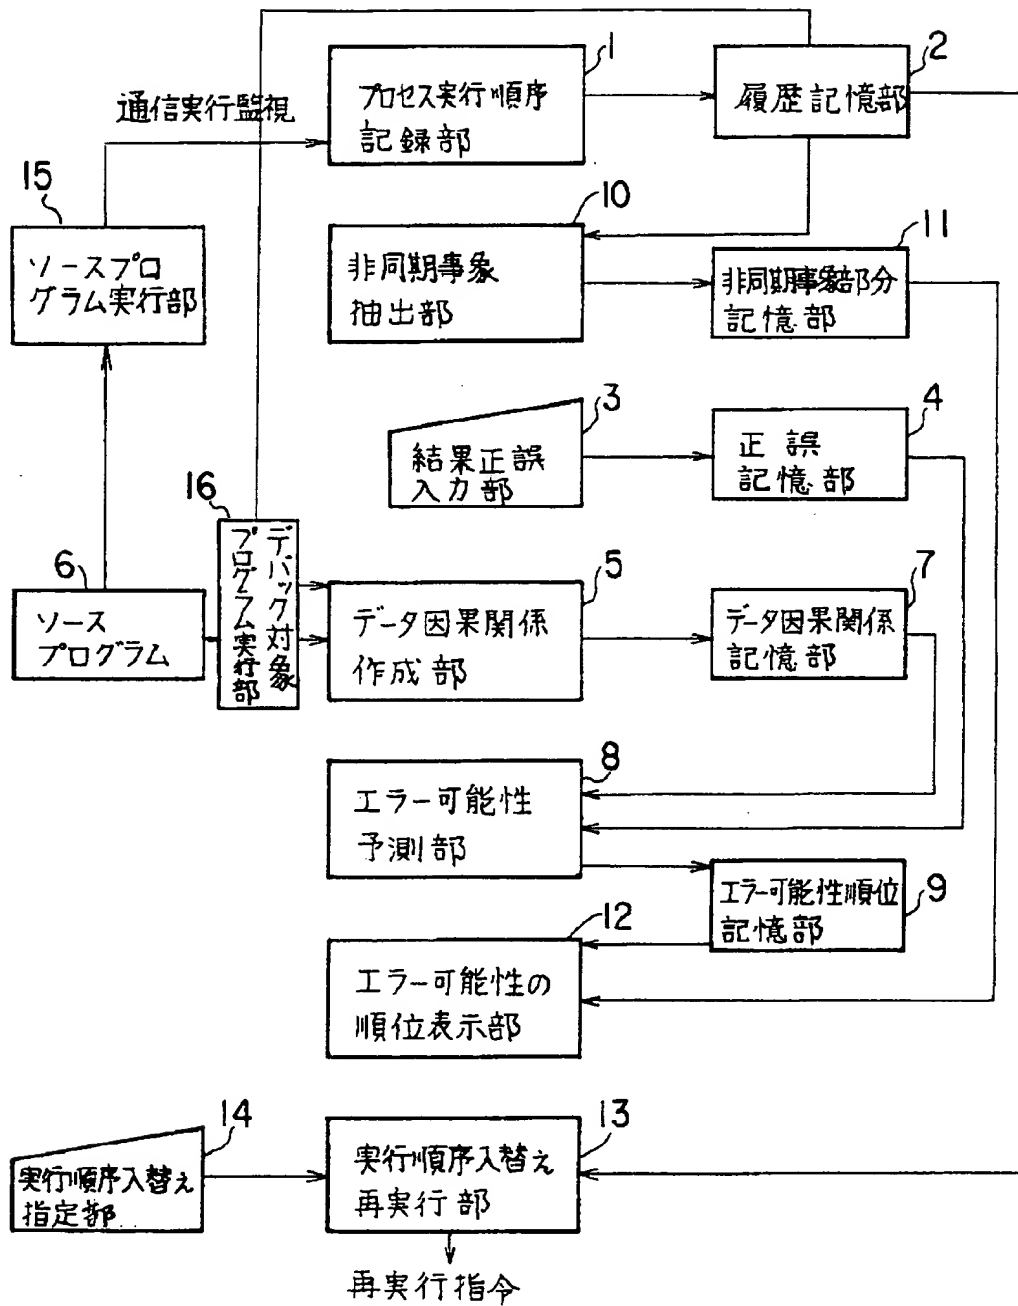 1
プロセス実行順序
記録部
2
履歴記憶部
通信実行監視
15
ソースプロ
グラム実行部
10
非同期事象
抽出部
11
非同期事象部分
記憶部
3
結果正誤
入力部
4
正誤
記憶部
16
デバック対象
プログラム実行部
6
ソース
プログラム
5
データ因果関係
作成部
7
データ因果関係
記憶部
8
エラー可能性
予測部
9
エラー可能性順位
記憶部
12
エラー可能性の
順位表示部
14
実行順序入替え
指定部
13
実行順序入替え
再実行部
再実行指令